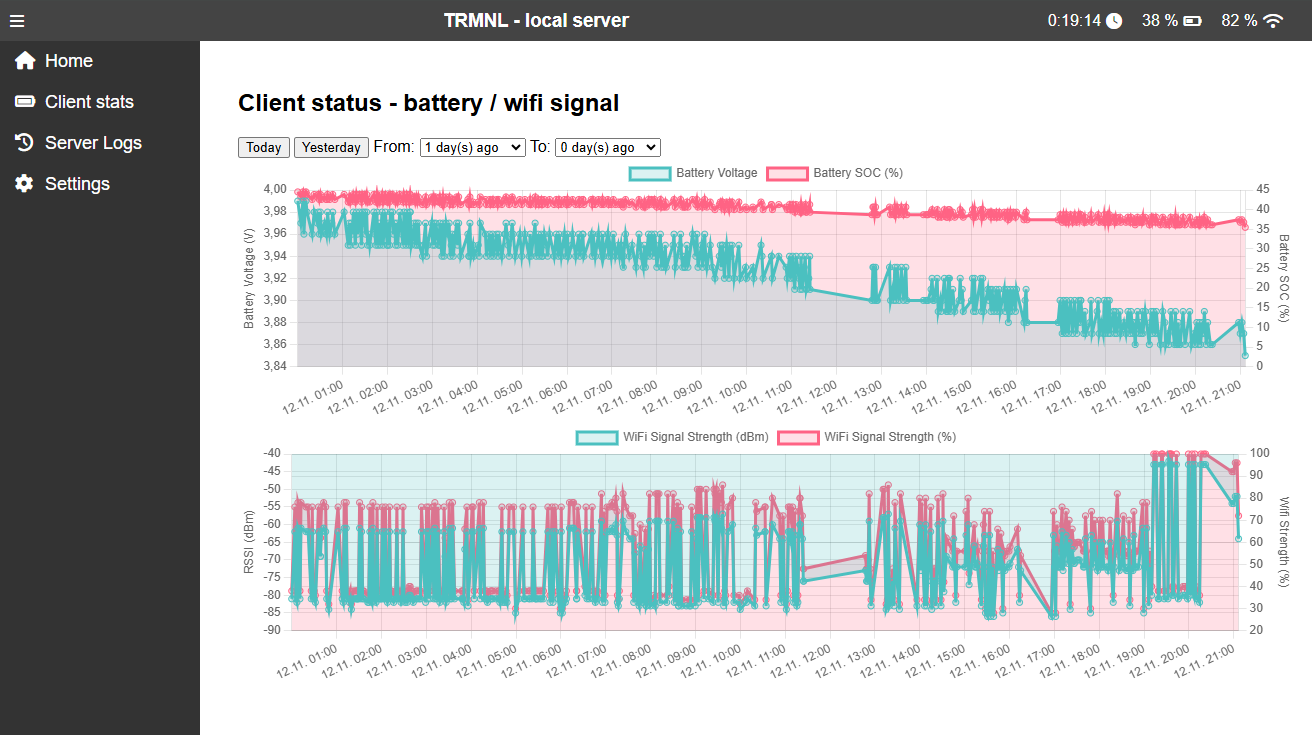 TRMNL - local server
0:19:14 38 % 82 %
Home
Client stats
Server Logs
Settings
Client status - battery / wifi signal
Today Yesterday From: 1 day(s) ago To: 0 day(s) ago
Battery Voltage Battery SOC (%)
4,00 45
3,98 40
3,96 35
3,94 30
3,92 25
3,90 20
3,88 15
3,86 10
3,84 5
0
Battery Voltage (V)
Battery SOC (%)
12.11. 01:00 12.11. 02:00 12.11. 03:00 12.11. 04:00 12.11. 05:00 12.11. 06:00 12.11. 07:00 12.11. 08:00 12.11. 09:00 12.11. 10:00 12.11. 11:00 12.11. 12:00 12.11. 13:00 12.11. 14:00 12.11. 15:00 12.11. 16:00 12.11. 17:00 12.11. 18:00 12.11. 19:00 12.11. 20:00 12.11. 21:00
WiFi Signal Strength (dBm) WiFi Signal Strength (%)
-40 100
-45 90
-50 80
-55 70
-60 60
-65 50
-70 40
-75 30
-80 20
-85
-90
RSSI (dBm)
Wifi Strength (%)
12.11. 01:00 12.11. 02:00 12.11. 03:00 12.11. 04:00 12.11. 05:00 12.11. 06:00 12.11. 07:00 12.11. 08:00 12.11. 09:00 12.11. 10:00 12.11. 11:00 12.11. 12:00 12.11. 13:00 12.11. 14:00 12.11. 15:00 12.11. 16:00 12.11. 17:00 12.11. 18:00 12.11. 19:00 12.11. 20:00 12.11. 21:00